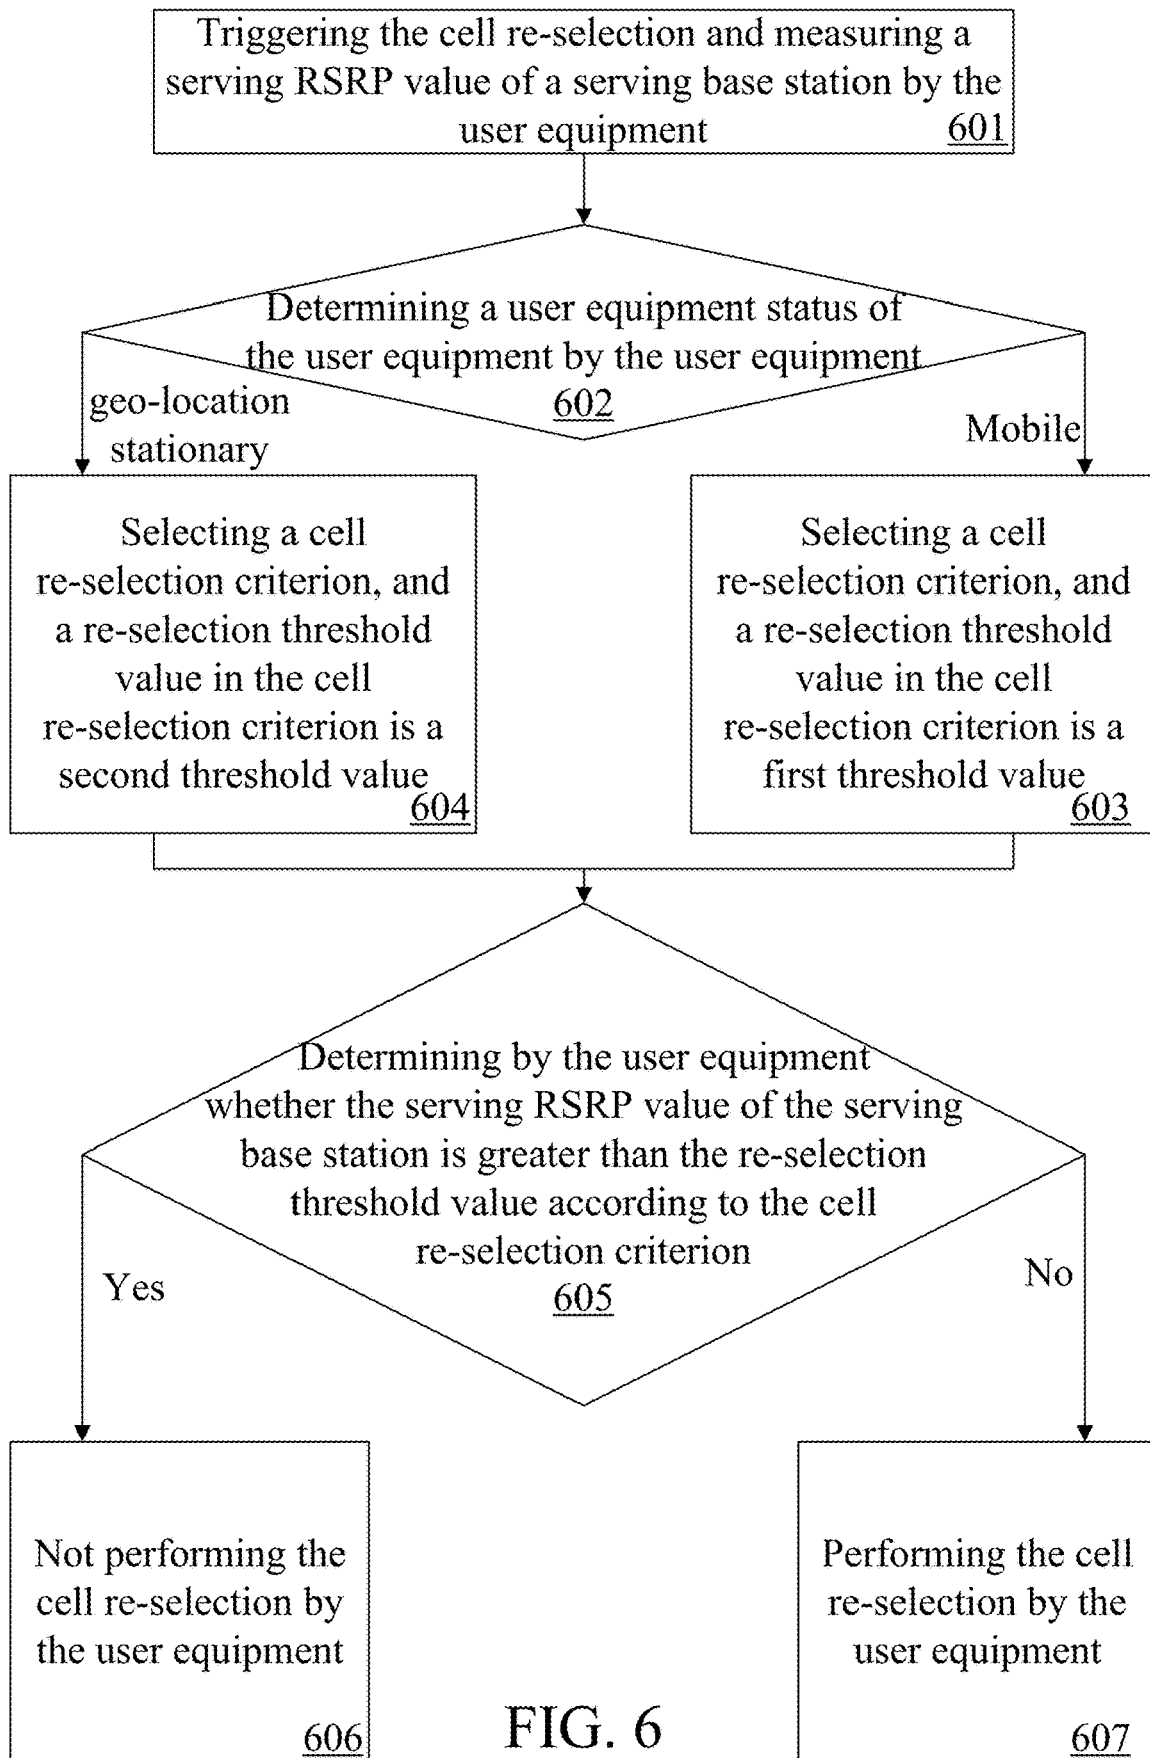 Triggering the cell re-selection and measuring a
serving RSRP value of a serving base station by the
user equipment
601
Determining a user equipment status of
the user equipment by the user equipment
602
geo-location
stationary
Mobile
Selecting a cell
re-selection criterion, and
a re-selection threshold
value in the cell
re-selection criterion is a
second threshold value
604
Selecting a cell
re-selection criterion, and
a re-selection threshold
value in the cell
re-selection criterion is a
first threshold value
603
Determining by the user equipment
whether the serving RSRP value of the serving
base station is greater than the re-selection
threshold value according to the cell
re-selection criterion
605
Yes
No
Not performing the
cell re-selection by
the user equipment
606
Performing the cell
re-selection by the
user equipment
607
FIG. 6